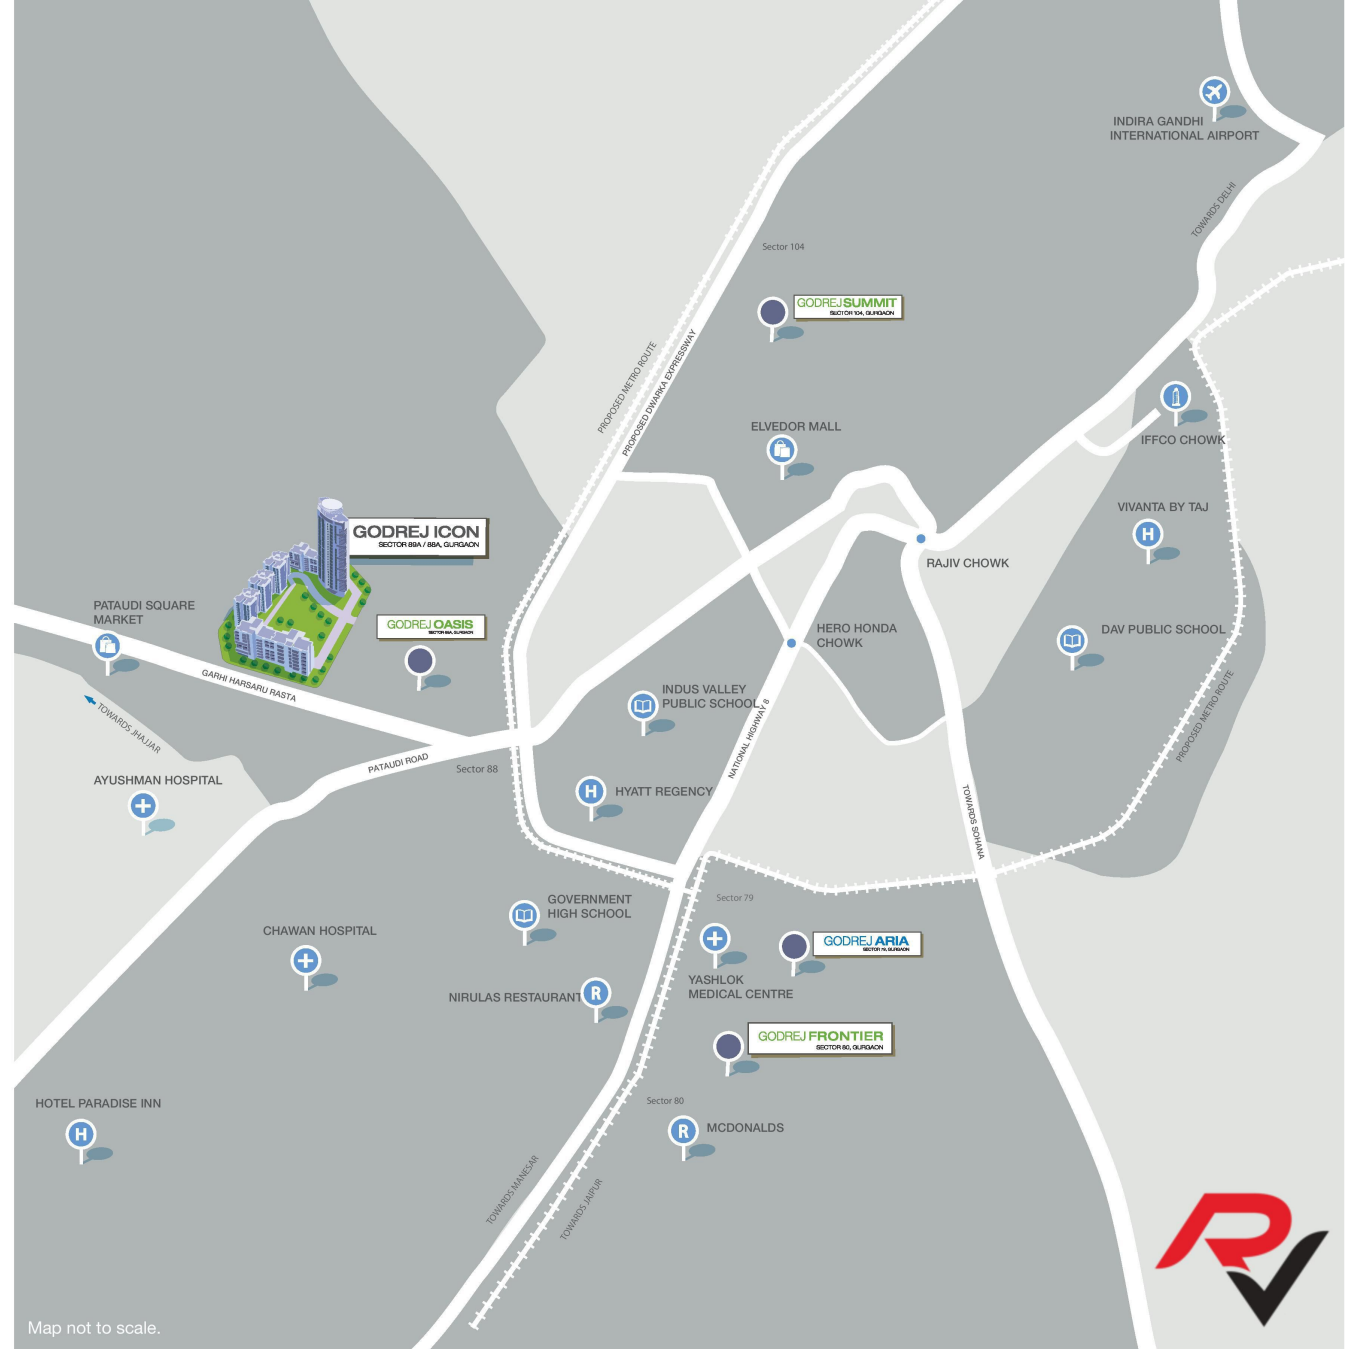 INDIRA GANDHI
INTERNATIONAL AIRPORT
TOWARDS DELHI
Sector 104
GODREJ SUMMIT
SECTOR 104, GURGAON
PROPOSED METRO ROUTE
PROPOSED DWARKA EXPRESSWAY
ELVEDOR MALL
IFFCO CHOWK
VIVANTA BY TAJ
GODREJ ICON
SECTOR 89A / 88A, GURGAON
RAJIV CHOWK
PATAUDI SQUARE
MARKET
GODREJ OASIS
SECTOR 88A, GURGAON
HERO HONDA
CHOWK
DAV PUBLIC SCHOOL
GARHI HARSARU RASTA
INDUS VALLEY
PUBLIC SCHOOL
NATIONAL HIGHWAY 8
PROPOSED METRO ROUTE
TOWARDS JHAJJAR
PATAUDI ROAD
Sector 88
AYUSHMAN HOSPITAL
H HYATT REGENCY
TOWARDS SOHANA
GOVERNMENT
HIGH SCHOOL
Sector 79
CHAWAN HOSPITAL
GODREJ ARIA
SECTOR 79, GURGAON
YASHLOK
MEDICAL CENTRE
NIRULAS RESTAURANT R
GODREJ FRONTIER
SECTOR 80, GURGAON
HOTEL PARADISE INN
H
Sector 80
R MCDONALDS
TOWARDS MANESAR
TOWARDS JAIPUR
H
Map not to scale.